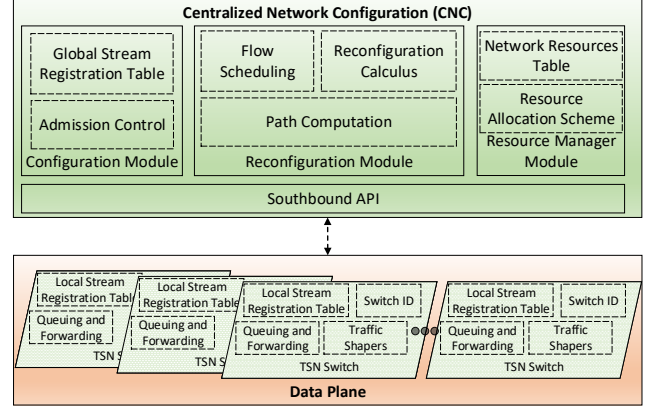 Centralized Network Configuration (CNC)
Global Stream
Registration Table
Admission Control
Configuration Module
Flow
Scheduling
Reconfiguration
Calculus
Path Computation
Reconfiguration Module
Network Resources
Table
Resource
Allocation Scheme
Resource Manager
Module
Southbound API
Local Stream
Registration Table
Queuing and
Forwarding
TSN S
Local Stream
Registration Table
Queuing and
Forwarding
TSN S
Local Stream
Registration Table
Switch ID
Queuing and
Forwarding
Traffic
Shapers
TSN Switch
Local Stream
Registration Table
Switch ID
Queuing and
Forwarding
Traffic
Shapers
TSN Switch
Data Plane